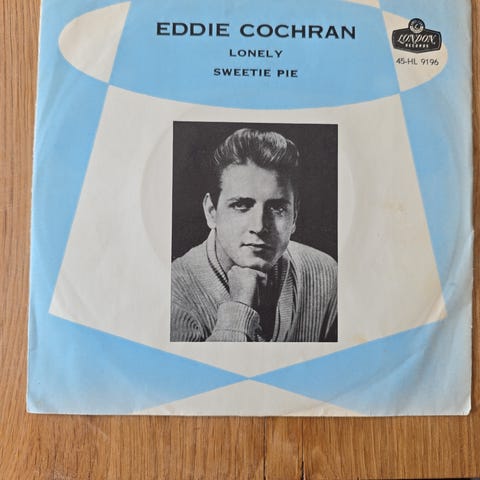 EDDIE COCHRAN
LONELY
SWEETIE PIE
LONDON
RECORDS
45-HL 9196